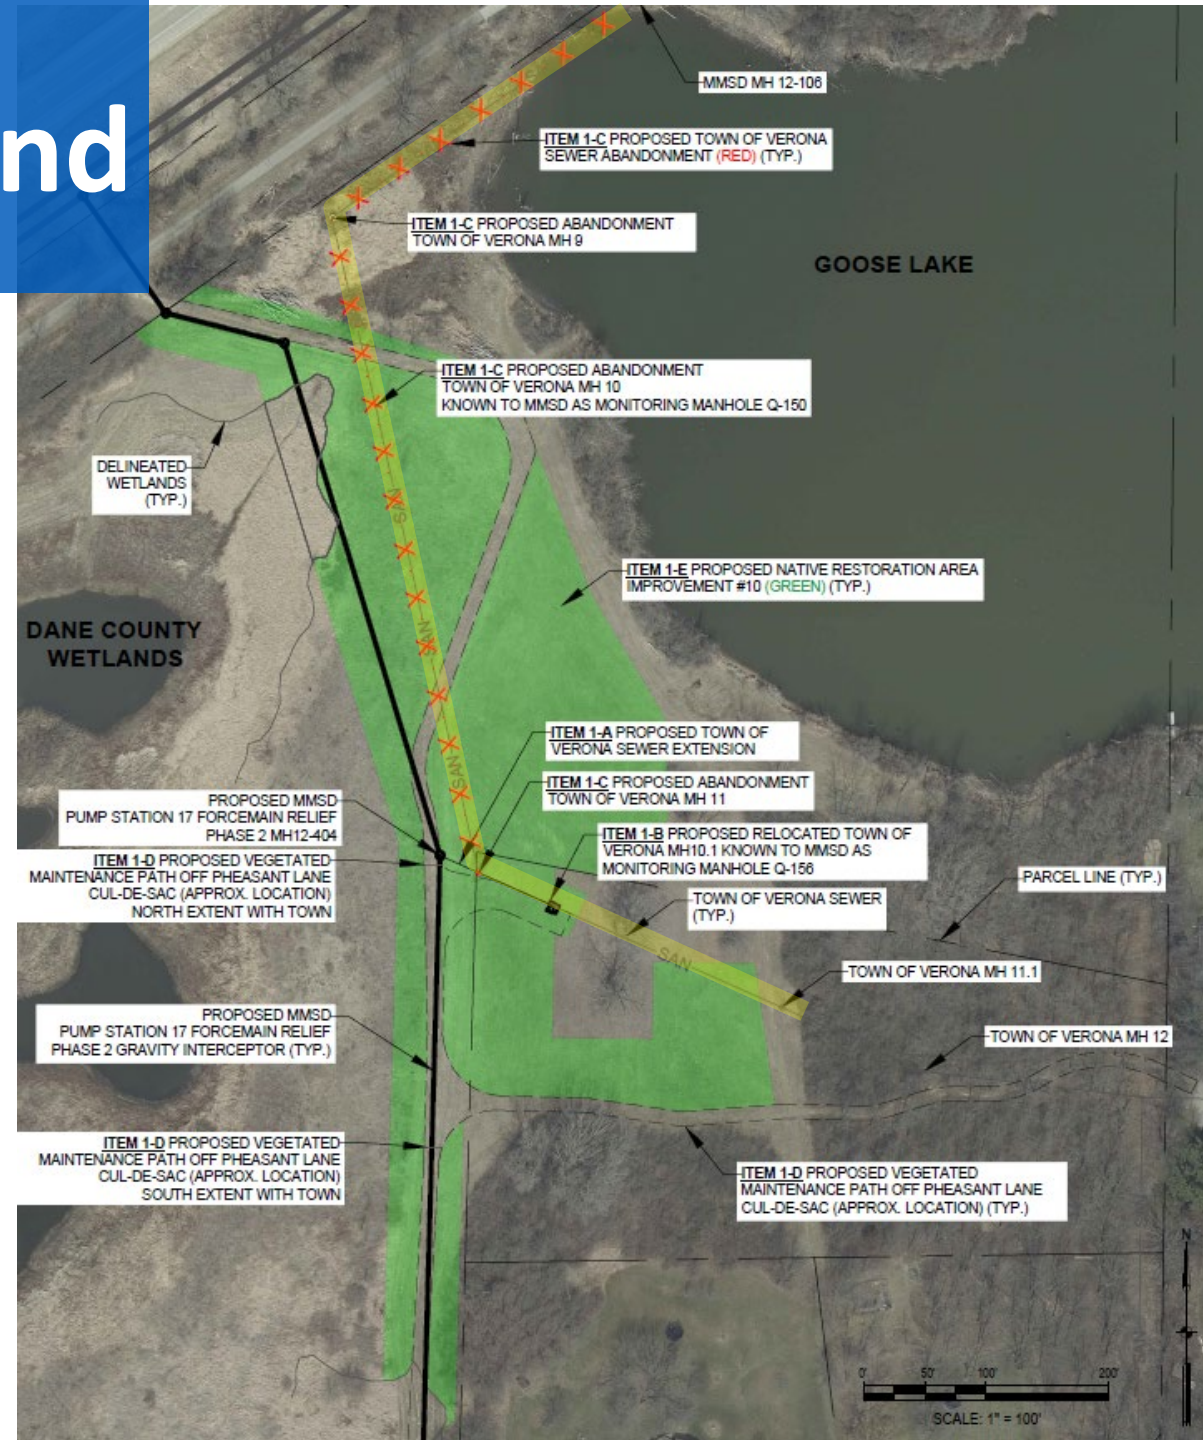 nd
MMSD MH 12-106
ITEM 1-C PROPOSED TOWN OF VERONA
SEWER ABANDONMENT (RED) (TYP.)
ITEM 1-C PROPOSED ABANDONMENT
TOWN OF VERONA MH 9
GOOSE LAKE
ITEM 1-C PROPOSED ABANDONMENT
TOWN OF VERONA MH 10
KNOWN TO MMSD AS MONITORING MANHOLE Q-150
DELINEATED
WETLANDS
(TYP.)
SAN
ITEM 1-E PROPOSED NATIVE RESTORATION AREA
IMPROVEMENT #10 (GREEN) (TYP.)
DANE COUNTY
WETLANDS
SAN
ITEM 1-A PROPOSED TOWN OF
VERONA SEWER EXTENSION
SAN
ITEM 1-C PROPOSED ABANDONMENT
TOWN OF VERONA MH 11
PROPOSED MMSD
PUMP STATION 17 FORCEMAIN RELIEF
PHASE 2 MH12-404
ITEM 1-B PROPOSED RELOCATED TOWN OF
VERONA MH10.1 KNOWN TO MMSD AS
MONITORING MANHOLE Q-156
ITEM 1-D PROPOSED VEGETATED
MAINTENANCE PATH OFF PHEASANT LANE
CUL-DE-SAC (APPROX. LOCATION)
NORTH EXTENT WITH TOWN
PARCEL LINE (TYP.)
TOWN OF VERONA SEWER
(TYP.)
SAN
TOWN OF VERONA MH 11.1
PROPOSED MMSD
PUMP STATION 17 FORCEMAIN RELIEF
PHASE 2 GRAVITY INTERCEPTOR (TYP.)
TOWN OF VERONA MH 12
ITEM 1-D PROPOSED VEGETATED
MAINTENANCE PATH OFF PHEASANT LANE
CUL-DE-SAC (APPROX. LOCATION)
SOUTH EXTENT WITH TOWN
ITEM 1-D PROPOSED VEGETATED
MAINTENANCE PATH OFF PHEASANT LANE
CUL-DE-SAC (APPROX. LOCATION) (TYP.)
N
0' 50' 100' 200'
SCALE: 1" = 100'